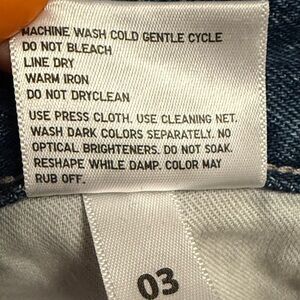 MACHINE WASH COLD GENTLE CYCLE
DO NOT BLEACH
LINE DRY
WARM IRON
DO NOT DRYCLEAN
USE PRESS CLOTH. USE CLEANING NET.
WASH DARK COLORS SEPARATELY. NO
OPTICAL BRIGHTENERS. DO NOT SOAK.
RESHAPE WHILE DAMP. COLOR MAY
RUB OFF.
03